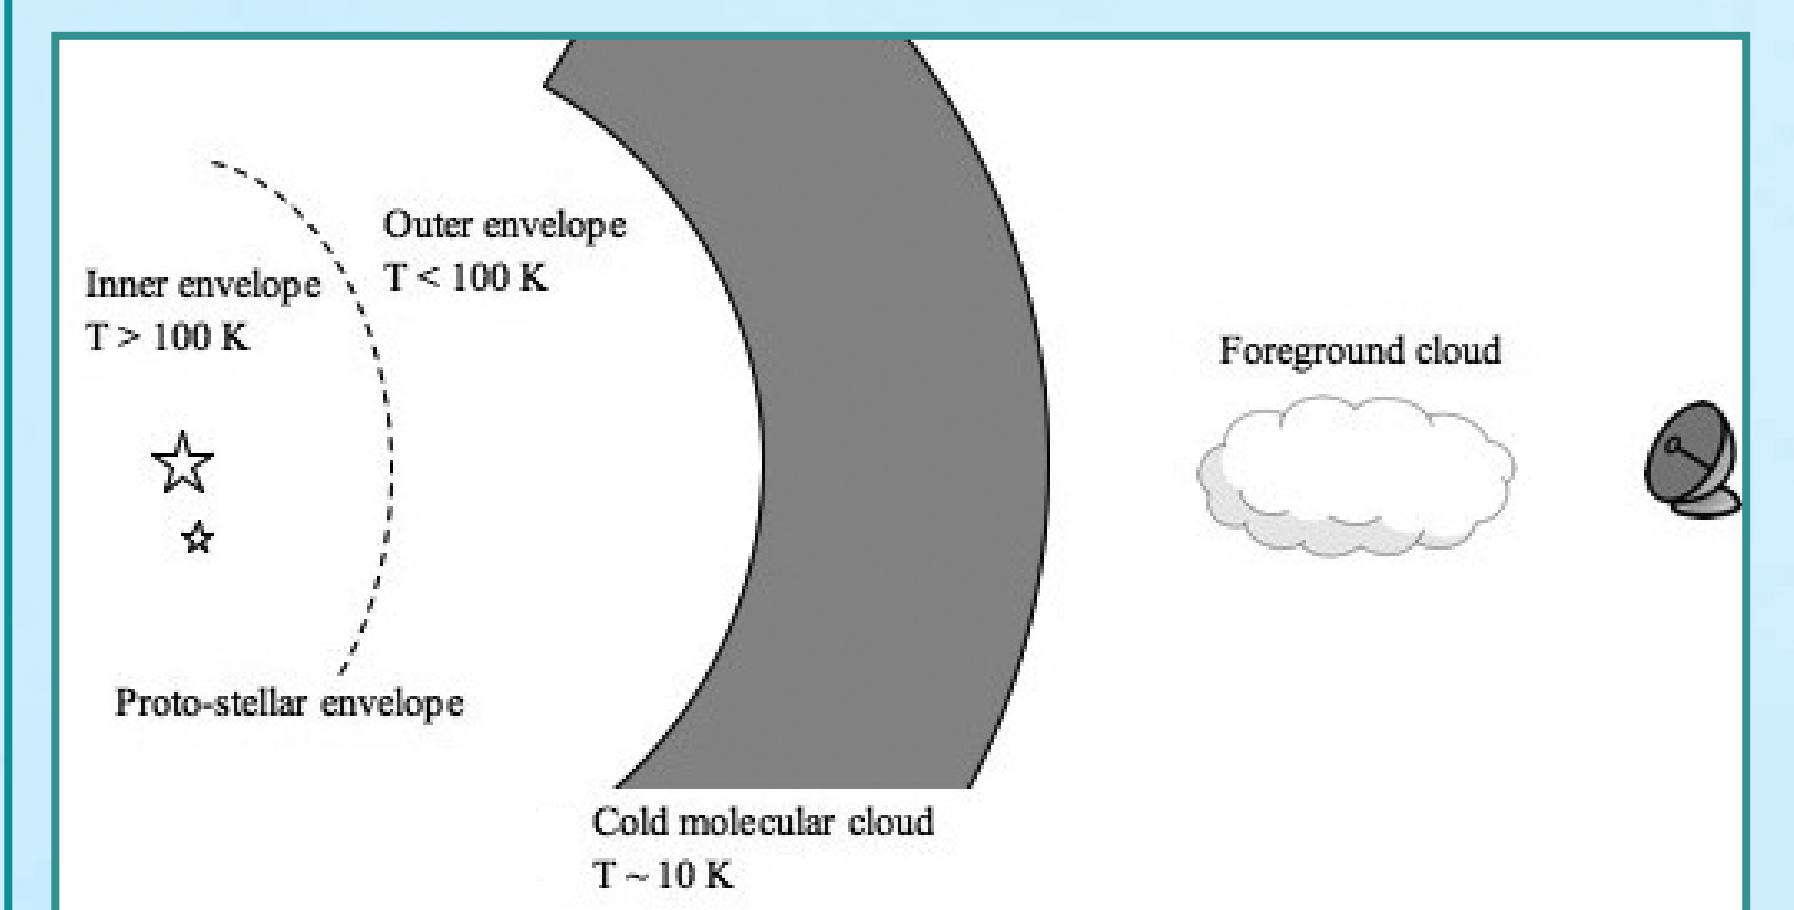 Outer envelope
T < 100 K
Inner envelope
T > 100 K
Foreground cloud
Proto-stellar envelope
Cold molecular cloud
T ~ 10 K